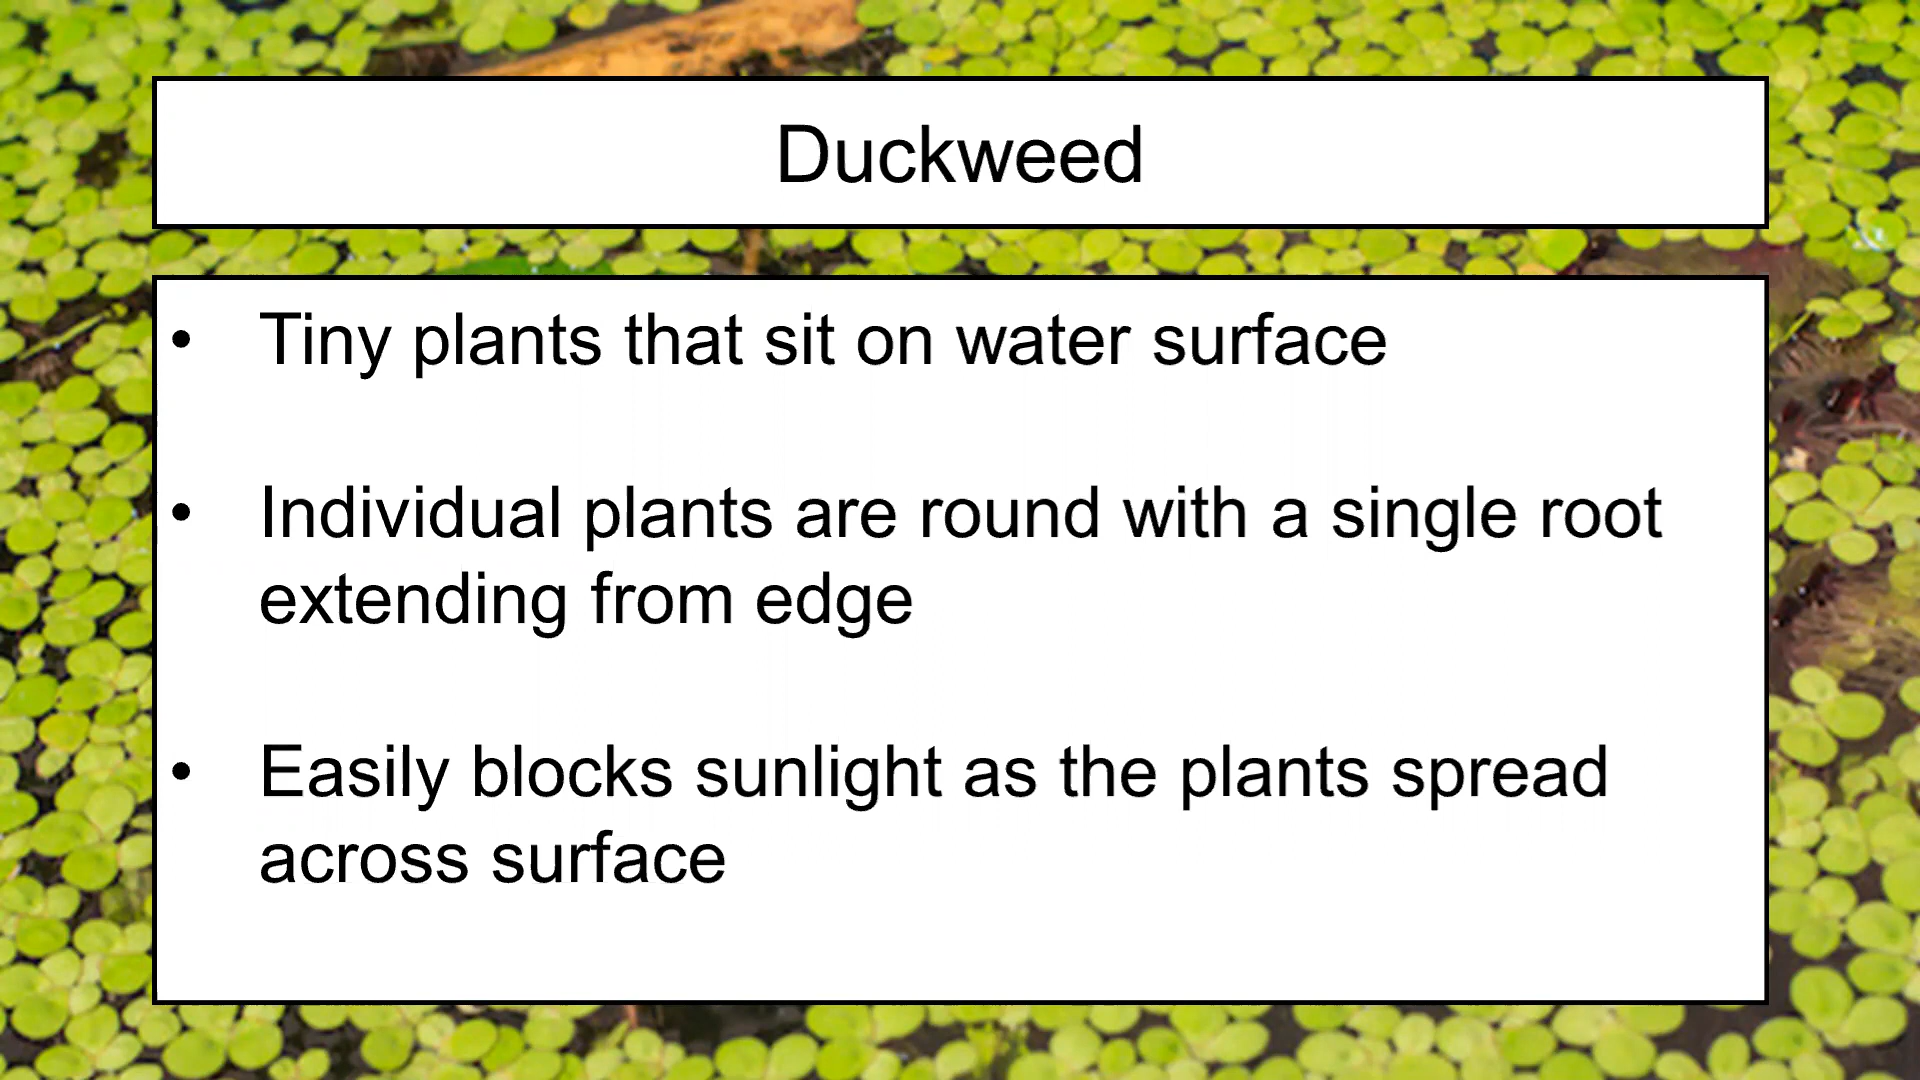 Duckweed
• Tiny plants that sit on water surface
• Individual plants are round with a single root
extending from edge
• Easily blocks sunlight as the plants spread
across surface